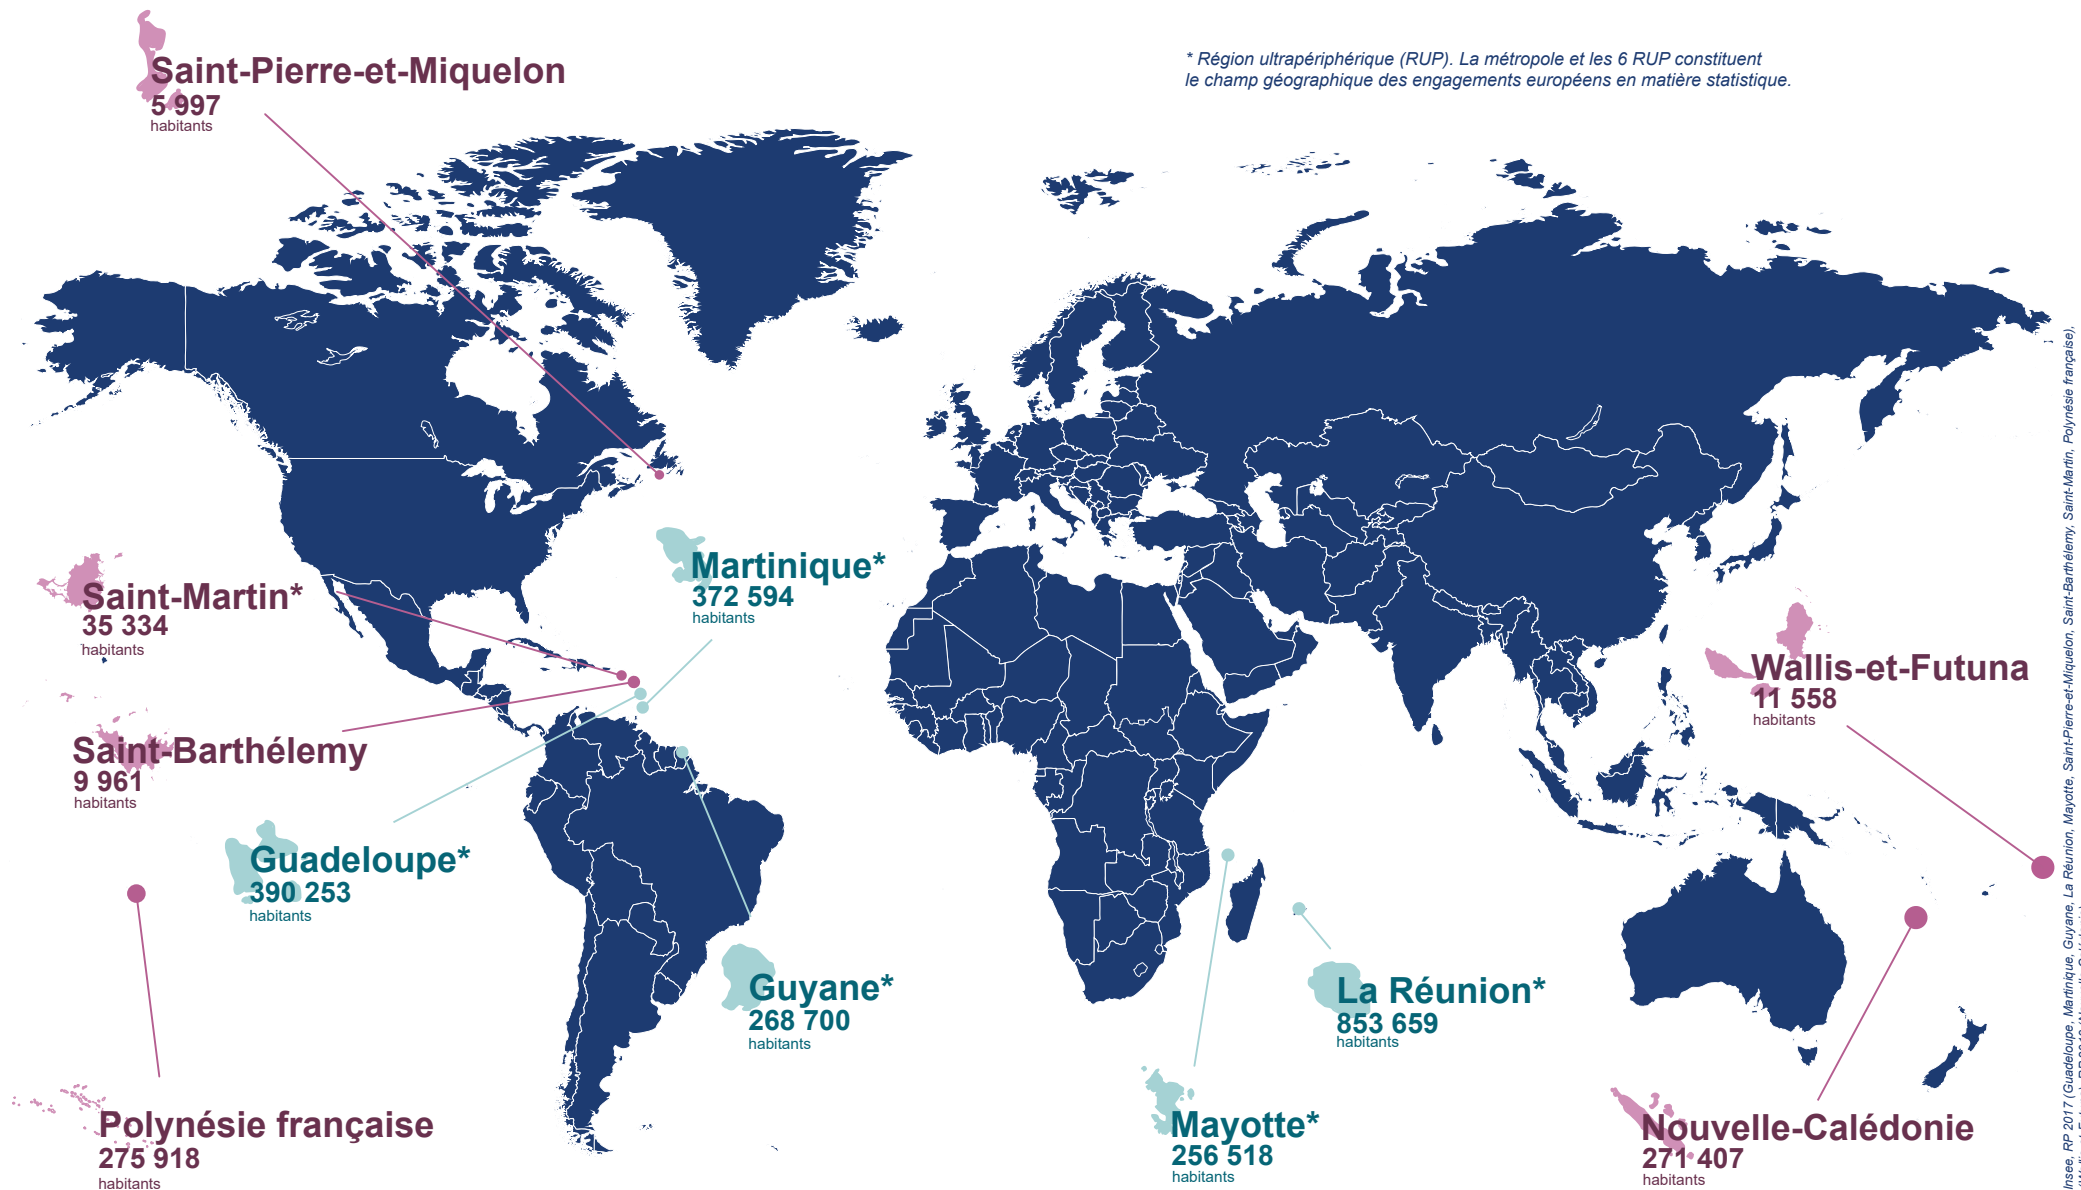 Saint-Pierre-et-Miquelon
5 997
habitants
* Région ultrapériphérique (RUP). La métropole et les 6 RUP constituent
le champ géographique des engagements européens en matière statistique.
Martinique*
372 594
habitants
Saint-Martin*
35 334
habitants
Saint-Barthélemy
9 961
habitants
Wallis-et-Futuna
11 558
habitants
Guadeloupe*
390 253
habitants
Guyane*
268 700
habitants
La Réunion*
853 659
habitants
Polynésie française
275 918
habitants
Mayotte*
256 518
habitants
Nouvelle-Calédonie
271 407
habitants
Insee, RP 2017 (Guadeloupe, Martinique, Guyane, La Réunion, Mayotte, Saint-Pierre-et-Miquelon, Saint-Barthélemy, Saint-Martin, Polynésie française),